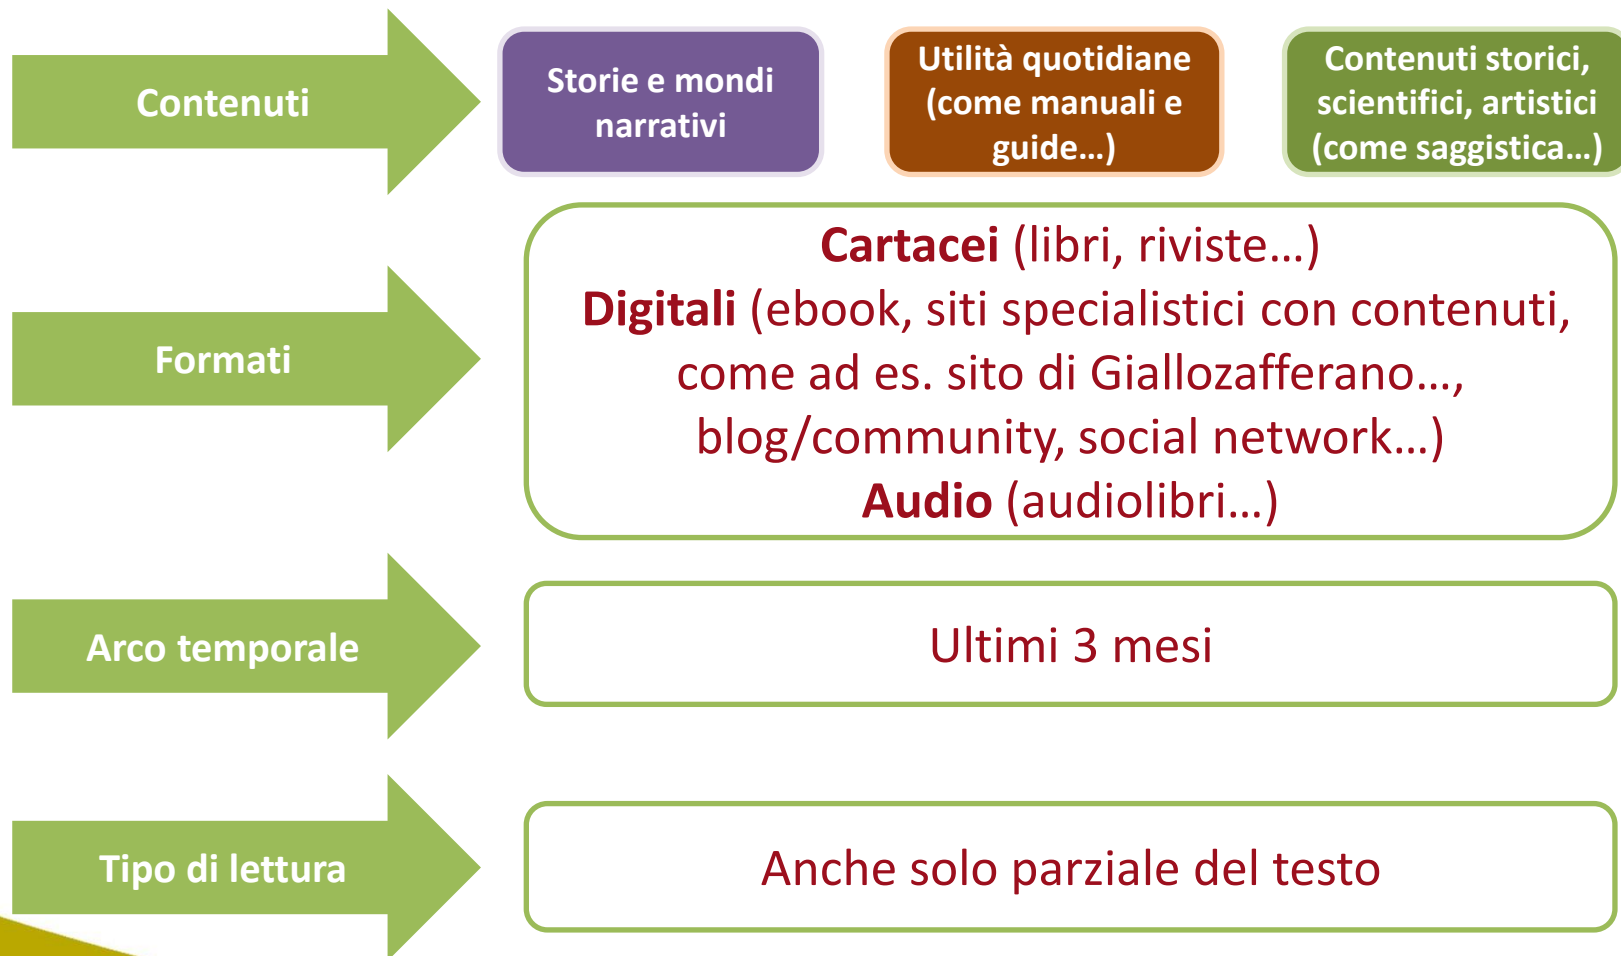 Contenuti
Storie e mondi
narrativi
Utilità quotidiane
(come manuali e
guide…)
Contenuti storici,
scientifici, artistici
(come saggistica…)
Formati
Cartacei (libri, riviste…)
Digitali (ebook, siti specialistici con contenuti,
come ad es. sito di Giallozafferano…,
blog/community, social network…)
Audio (audiolibri…)
Arco temporale
Ultimi 3 mesi
Tipo di lettura
Anche solo parziale del testo